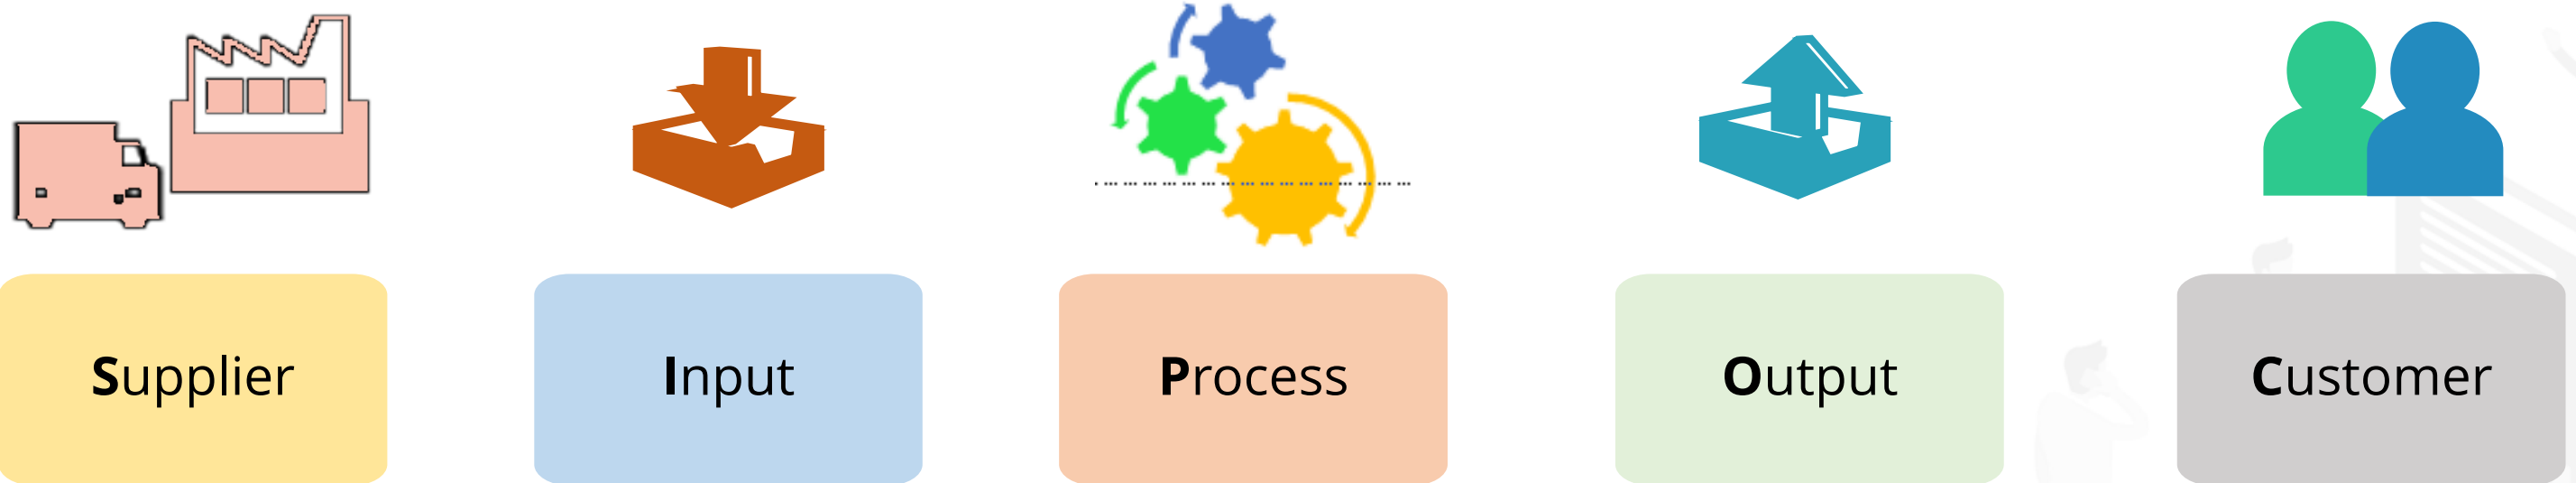 Supplier
Input
Process
Output
Customer